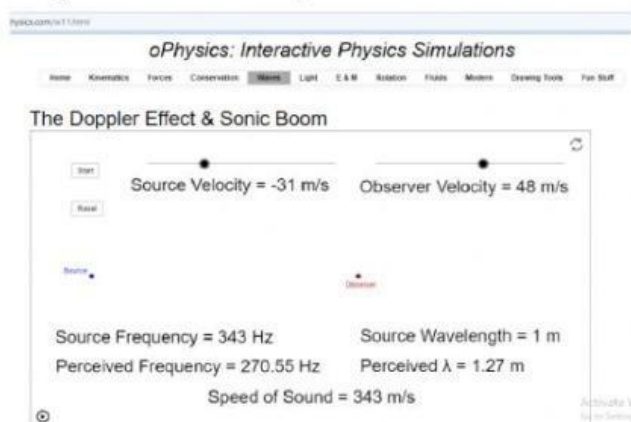 oPhysics: Interactive Physics Simulations
Home Kinematics Forces Conservation Waves Light E & M Rotation Fluids Modern Drawing Tools Fun Stuff
The Doppler Effect & Sonic Boom
Start
Source Velocity = -31 m/s
Observer Velocity = 48 m/s
Reset
Source
Observer
Source Frequency = 343 Hz
Source Wavelength = 1 m
Perceived Frequency = 270.55 Hz
Perceived λ = 1.27 m
Speed of Sound = 343 m/s